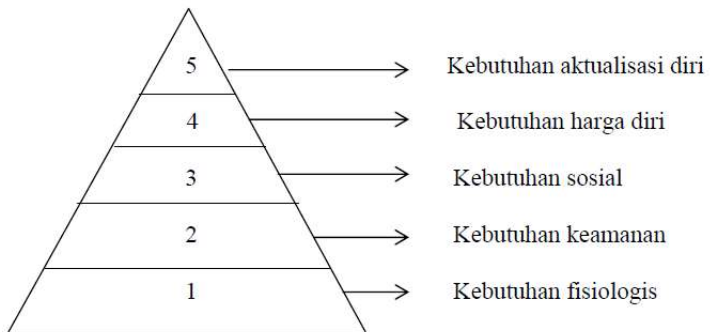 5 Kebutuhan aktualisasi diri
4 Kebutuhan harga diri
3 Kebutuhan sosial
2 Kebutuhan keamanan
1 Kebutuhan fisiologis